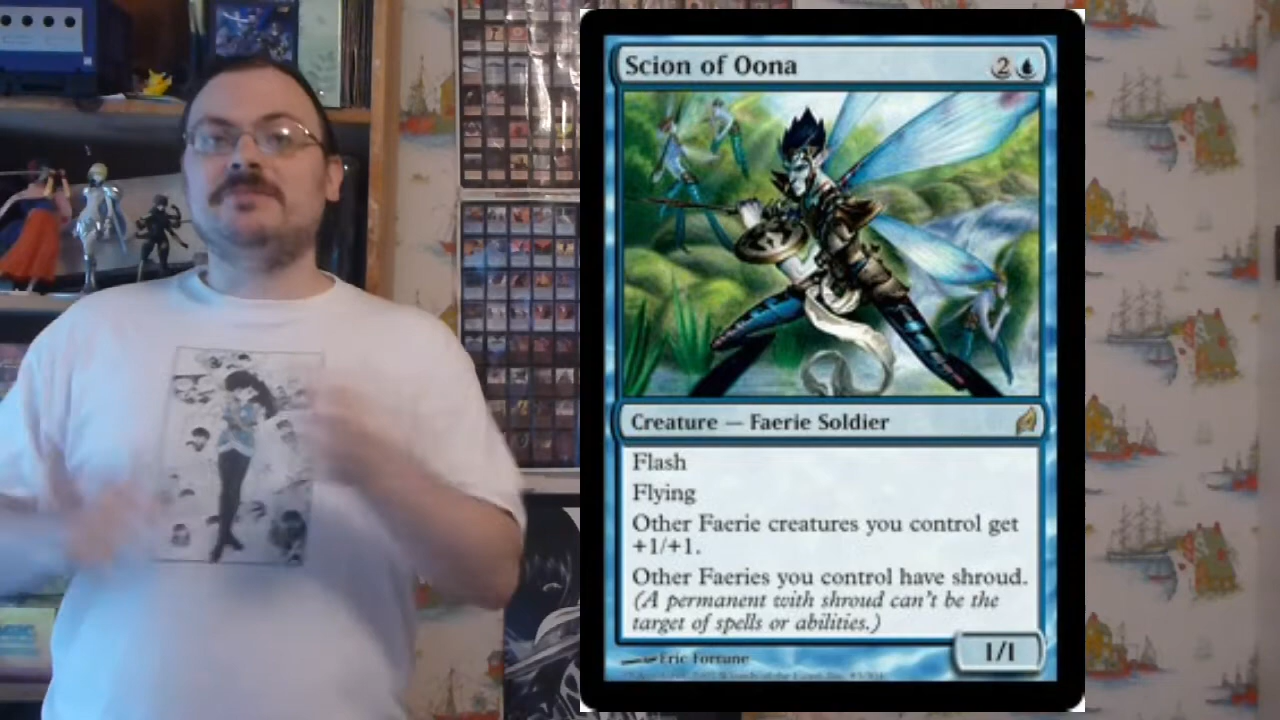 Scion of Oona
2
Creature — Faerie Soldier
Flash
Flying
Other Faerie creatures you control get
+1/+1.
Other Faeries you control have shroud.
(A permanent with shroud can't be the
target of spells or abilities.)
1/1
Eric Fortune